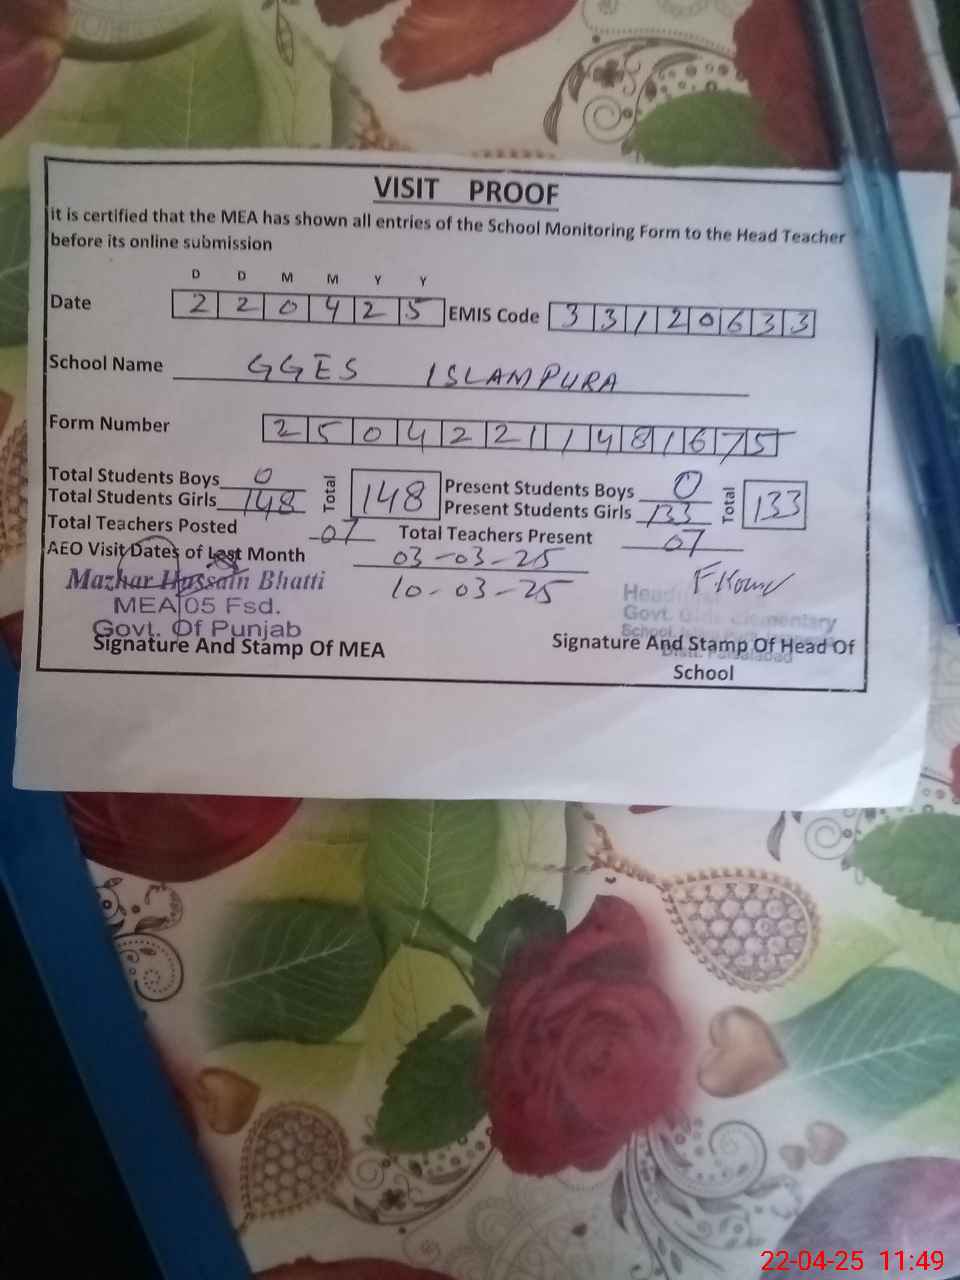 VISIT PROOF
it is certified that the MEA has shown all entries of the School Monitoring Form to the Head Teacher
before its online submission
D D M M Y Y
Date 2 2 0 4 2 5 EMIS Code 3 3 1 2 0 6 3 3
School Name GGES ISLAMPURA
Form Number 2 5 0 4 2 2 1 1 4 8 1 6 7 5
Total Students Boys 0 Total 148 Present Students Boys 0 Total 133
Total Students Girls 148 Present Students Girls 133
Total Teachers Posted 07 Total Teachers Present 07
AEO Visit Dates of Last Month 03-03-25
10-03-25
Mazhar Hussain Bhatti
MEA 05 Fsd.
Govt. Of Punjab
Signature And Stamp Of MEA
Head
Govt. Elementary
School
Signature And Stamp Of Head Of
School
22-04-25 11:49